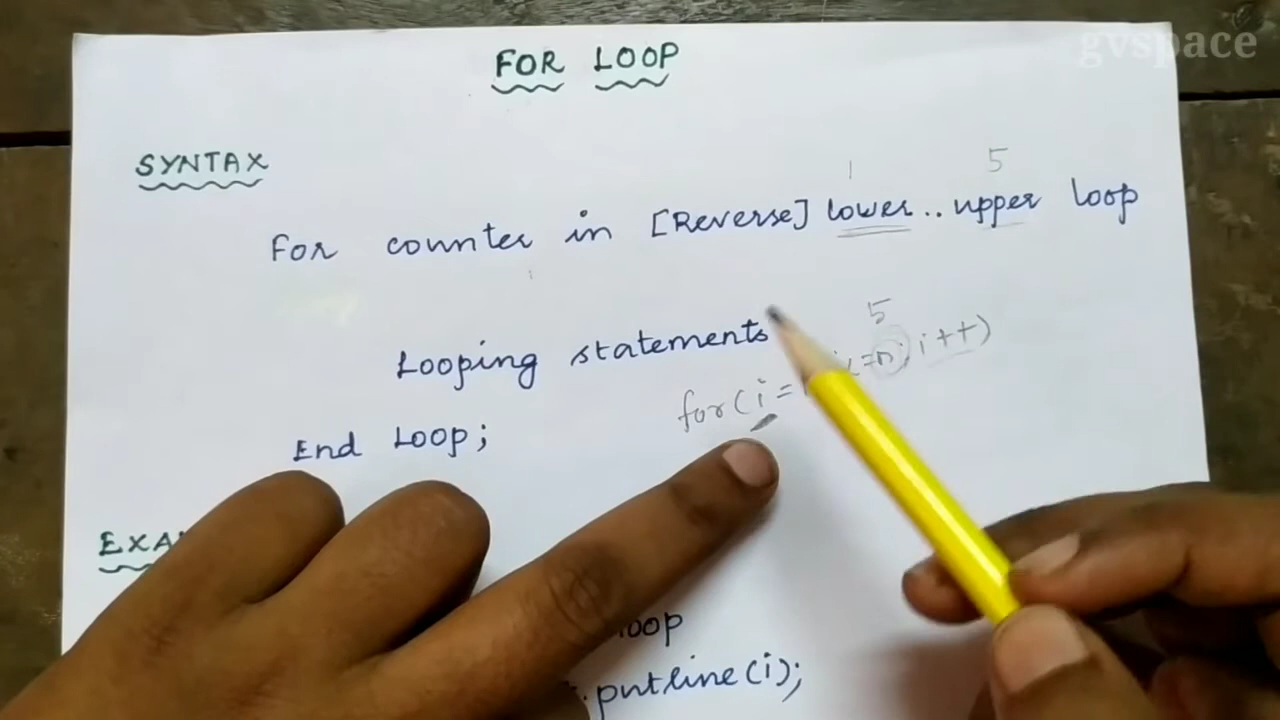 gvspace
FOR LOOP
SYNTAX
1 5
For counter in [Reverse] lower.. upper loop
Looping statements
5
for(i= i++)
End Loop;
loop
.putline(i);